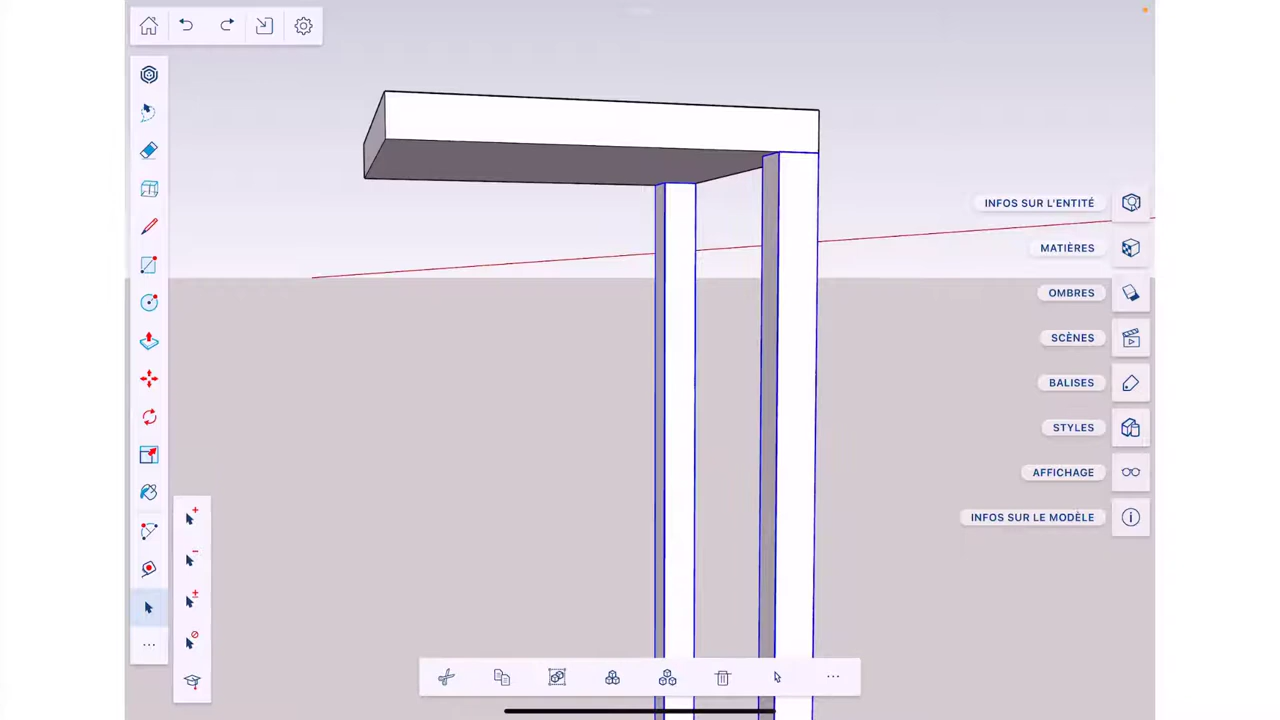 INFOS SUR L'ENTITÉ
MATIÈRES
OMBRES
SCÈNES
BALISES
STYLES
AFFICHAGE
INFOS SUR LE MODÈLE